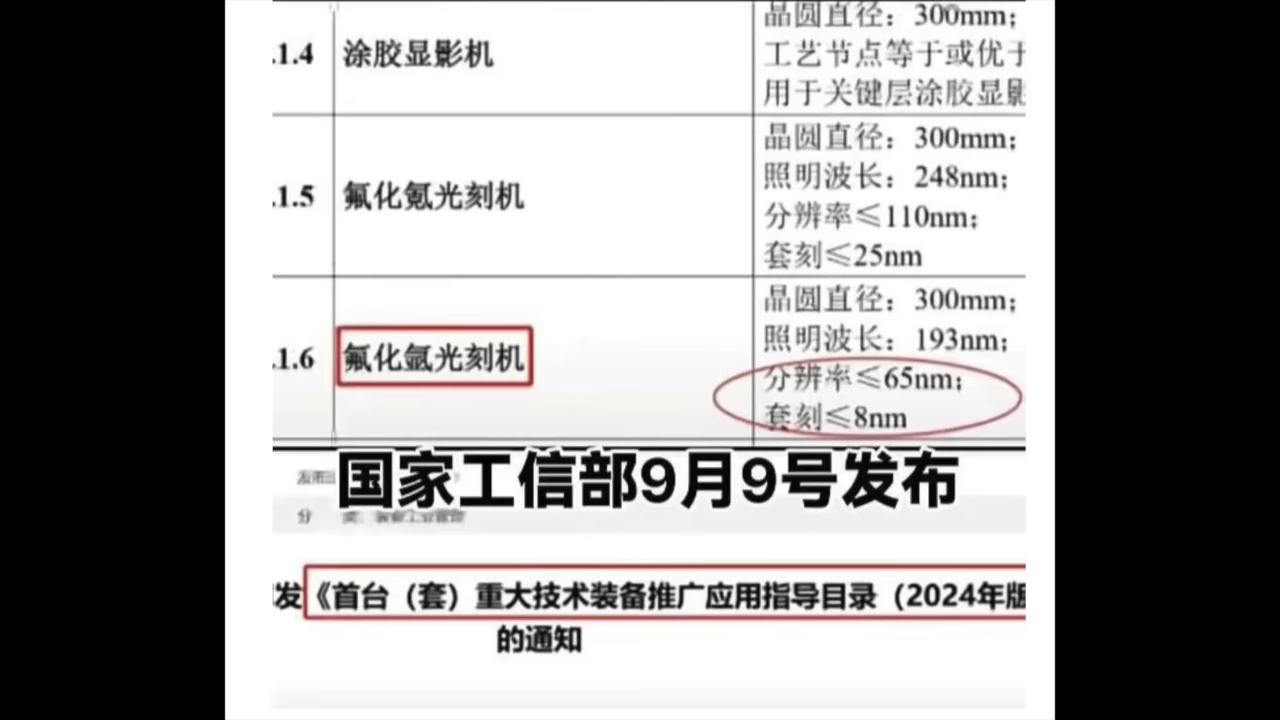 晶圆直径：300mm；
.1.4 涂胶显影机 工艺节点等于或优于
用于关键层涂胶显影
晶圆直径：300mm；
照明波长：248nm；
.1.5 氟化氪光刻机
分辨率≤110nm；
套刻≤25nm
晶圆直径：300mm；
照明波长：193nm；
.1.6 氟化氩光刻机
分辨率≤65nm；
套刻≤8nm
国家工信部9月9号发布
分
发《首台（套）重大技术装备推广应用指导目录（2024年版
的通知